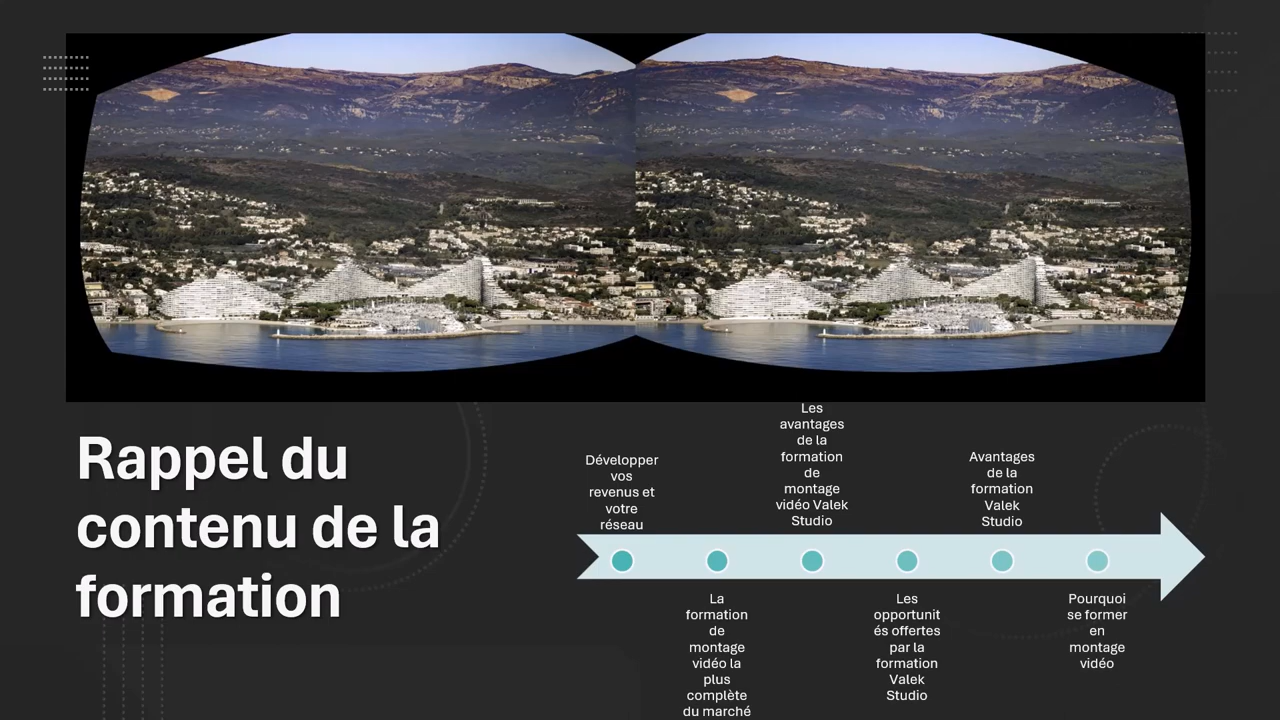 Rappel du
contenu de la
formation
Développer
vos
revenus et
votre
réseau
La
formation
de
montage
vidéo la
plus
complète
du marché
Les
avantages
de la
formation
de
montage
vidéo Valek
Studio
Les
opportunit
és offertes
par la
formation
Valek
Studio
Avantages
de la
formation
Valek
Studio
Pourquoi
se former
en
montage
vidéo